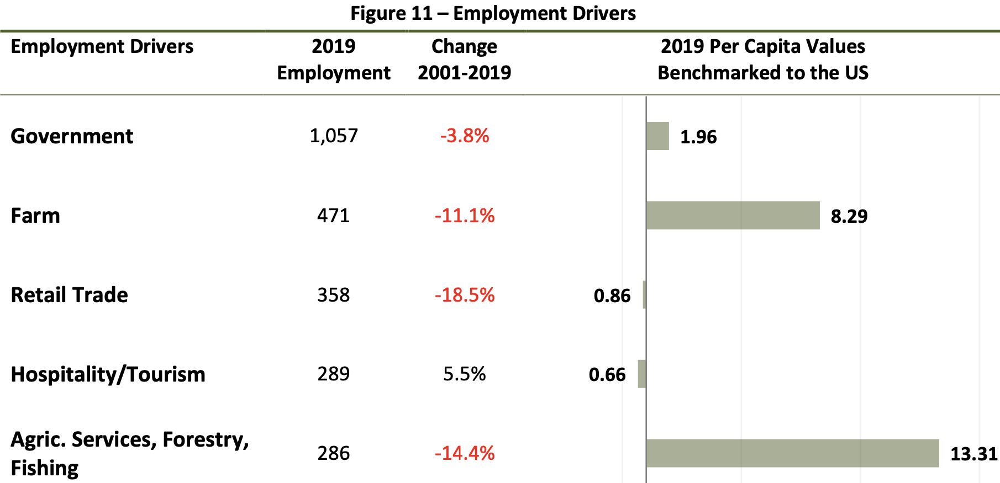 Figure 11 – Employment Drivers
Employment Drivers 2019 Employment Change 2001-2019 2019 Per Capita Values Benchmarked to the US
Government 1,057 -3.8% 1.96
Farm 471 -11.1% 8.29
Retail Trade 358 -18.5% 0.86
Hospitality/Tourism 289 5.5% 0.66
Agric. Services, Forestry,
Fishing 286 -14.4% 13.31